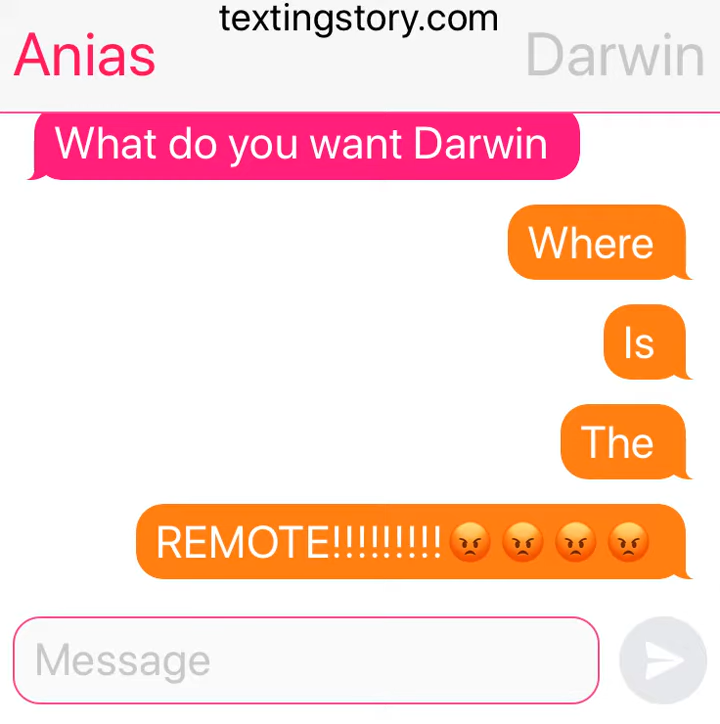 textingstory.com
Anias Darwin
What do you want Darwin
Where
Is
The
REMOTE!!!!!!!!!😡😡😡😡
Message